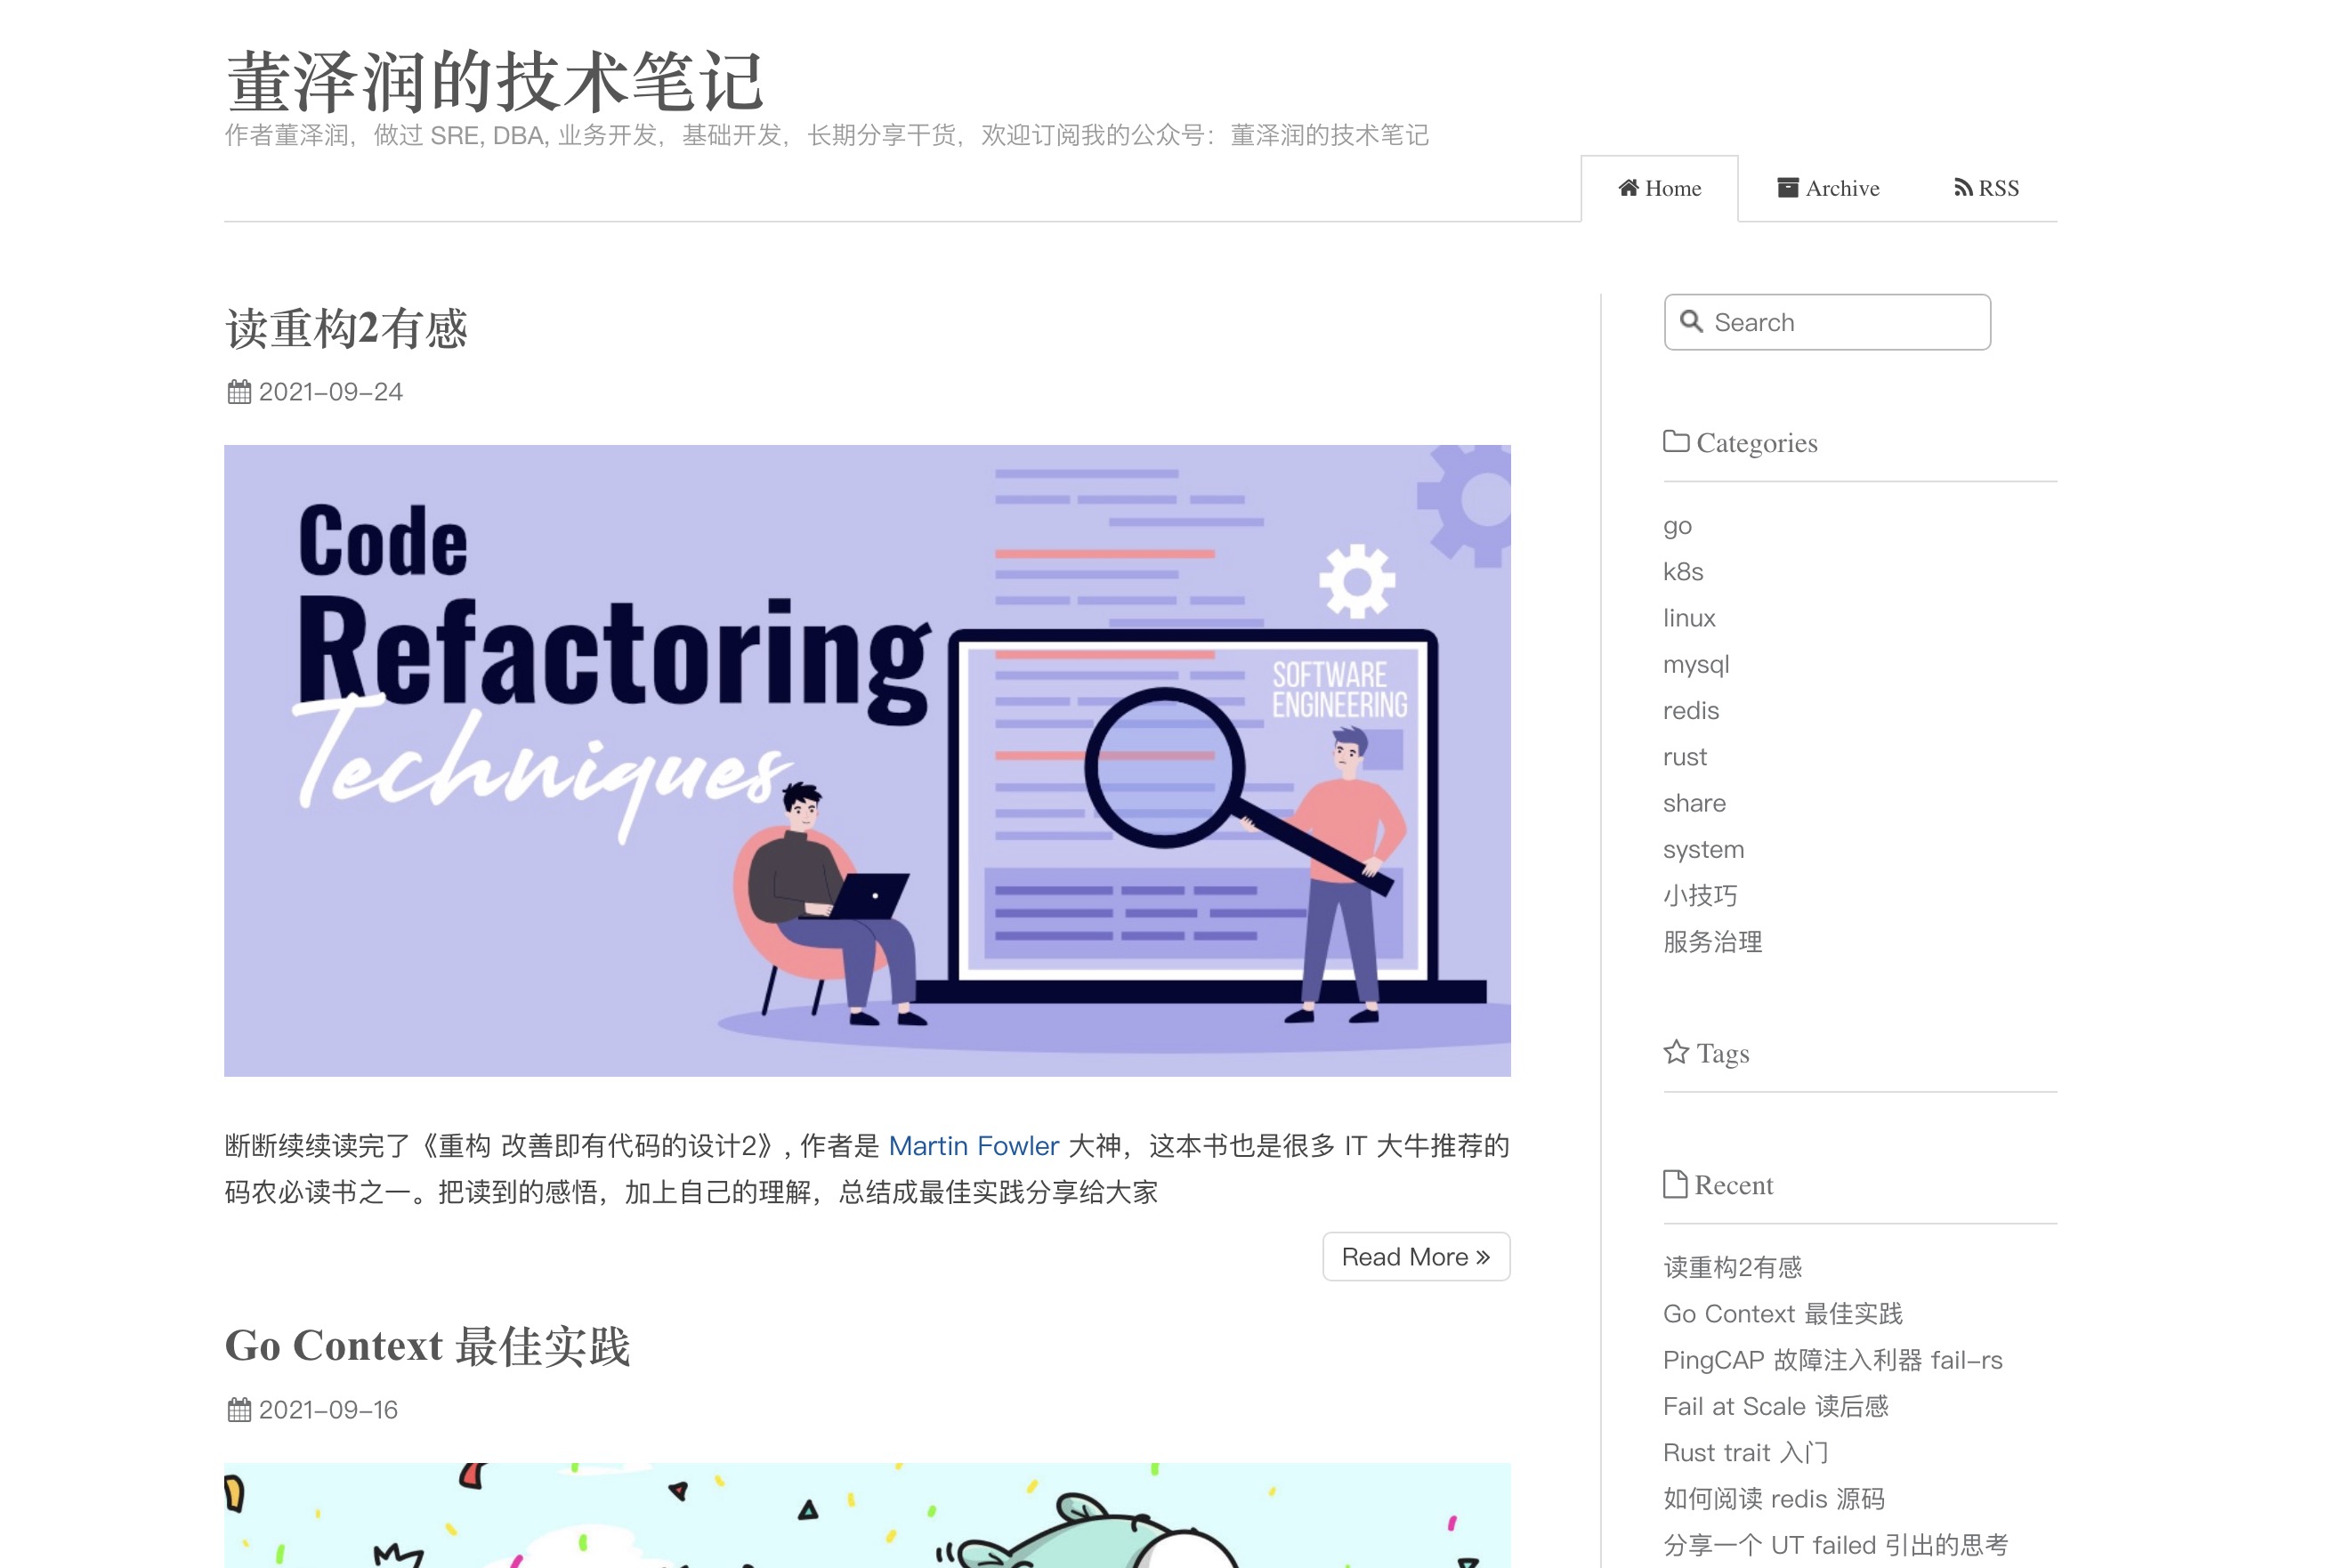 董泽润的技术笔记
作者董泽润，做过 SRE, DBA, 业务开发，基础开发，长期分享干货，欢迎订阅我的公众号：董泽润的技术笔记
Home
Archive
RSS
读重构2有感
2021-09-24
Code
Refactoring
Techniques
SOFTWARE
ENGINEERING
断断续续读完了《重构 改善即有代码的设计2》, 作者是 Martin Fowler 大神，这本书也是很多 IT 大牛推荐的
码农必读书之一。把读到的感悟，加上自己的理解，总结成最佳实践分享给大家
Read More »
Go Context 最佳实践
2021-09-16
Search
Categories
go
k8s
linux
mysql
redis
rust
share
system
小技巧
服务治理
Tags
Recent
读重构2有感
Go Context 最佳实践
PingCAP 故障注入利器 fail-rs
Fail at Scale 读后感
Rust trait 入门
如何阅读 redis 源码
分享一个 UT failed 引出的思考